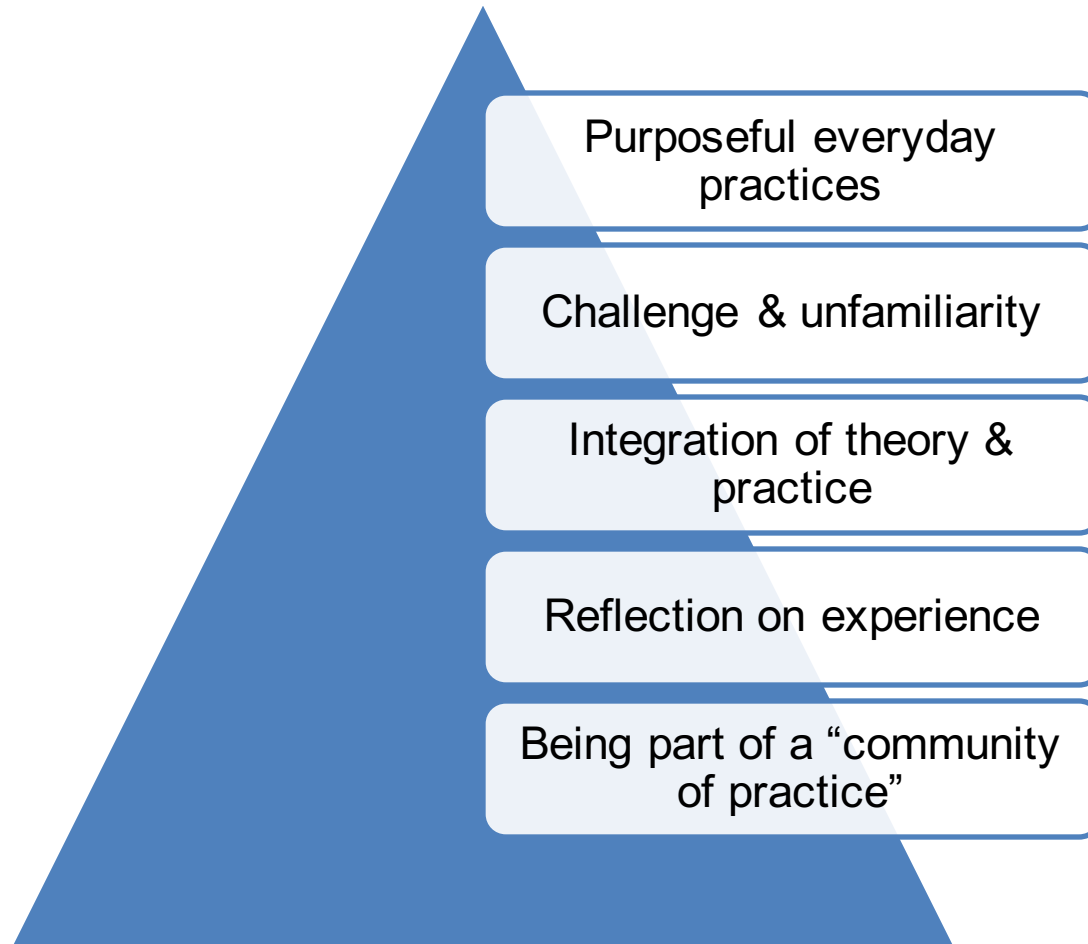 Purposeful everyday
practices
Challenge & unfamiliarity
Integration of theory &
practice
Reflection on experience
Being part of a “community
of practice”